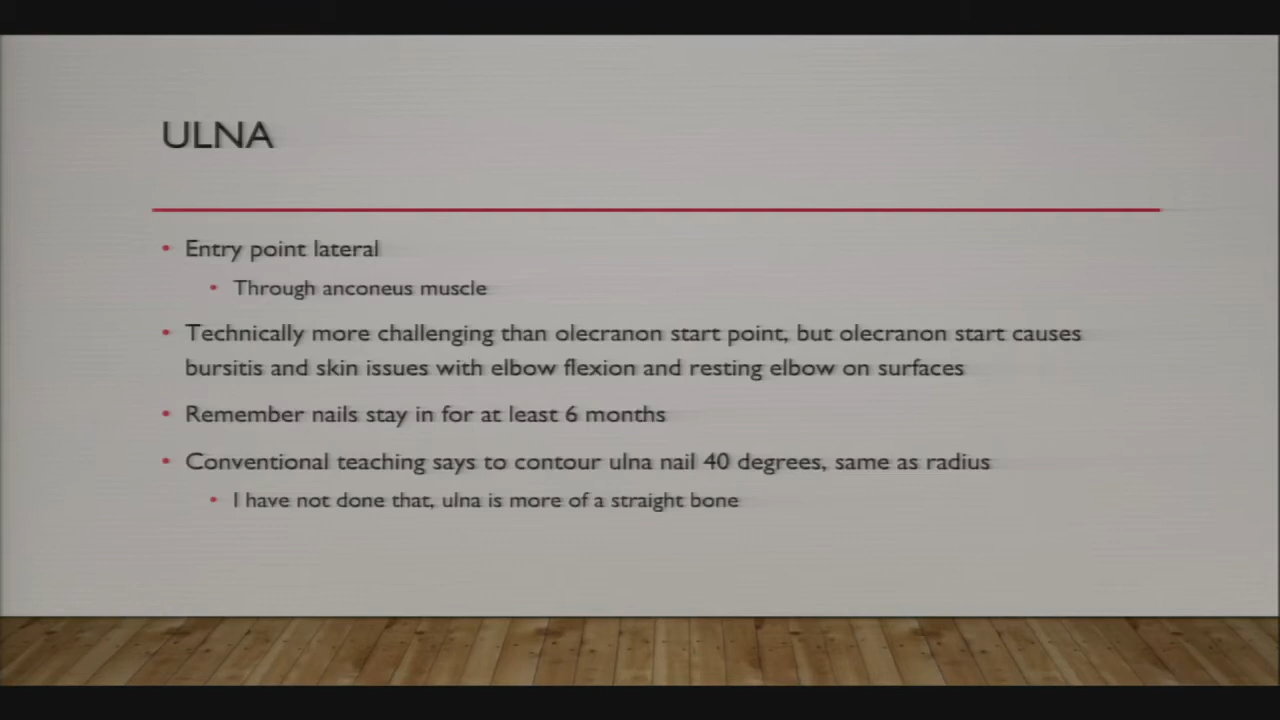 ULNA
• Entry point lateral
• Through anconeus muscle
• Technically more challenging than olecranon start point, but olecranon start causes
bursitis and skin issues with elbow flexion and resting elbow on surfaces
• Remember nails stay in for at least 6 months
• Conventional teaching says to contour ulna nail 40 degrees, same as radius
• I have not done that, ulna is more of a straight bone